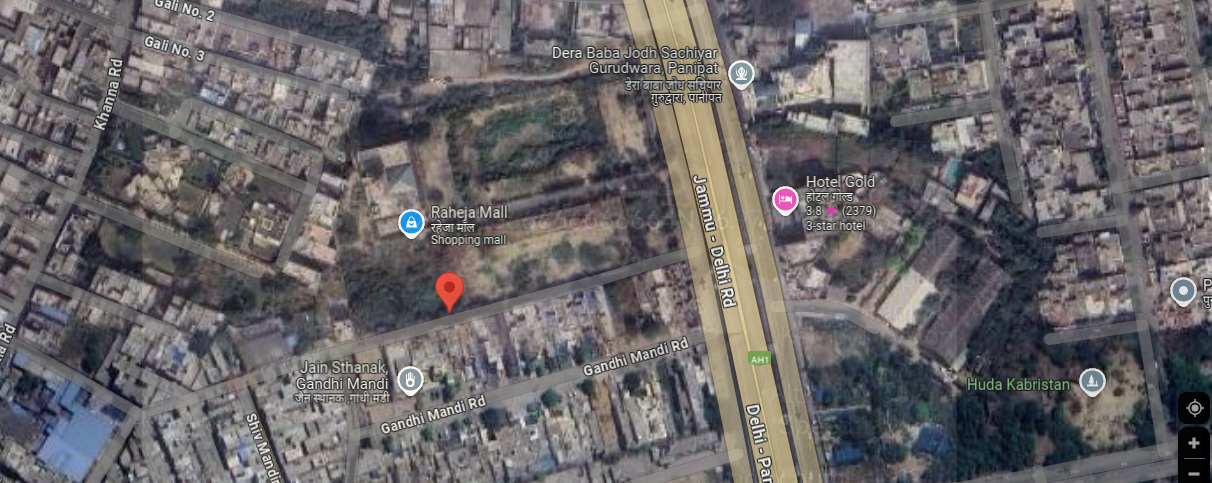 Gali No. 2
Gali No. 3
Khanna Rd
Dera Baba Jodh Sachiyar
Gurudwara, Panipat
डेरा बाबा जोध सचियार
गुरुद्वारा, पानीपत
Jammu - Delhi Rd
Hotel Gold
होटल गोल्ड
3.8 ★ (2379)
3-star hotel
Raheja Mall
रहेजा मॉल
Shopping mall
Gandhi Mandi Rd
AH1
Jain Sthanak,
Gandhi Mandi
जैन स्थानक, गांधी मंडी
Gandhi Mandi Rd
Huda Kabristan
Shiv Mandir
Delhi - Pan
Rd
P